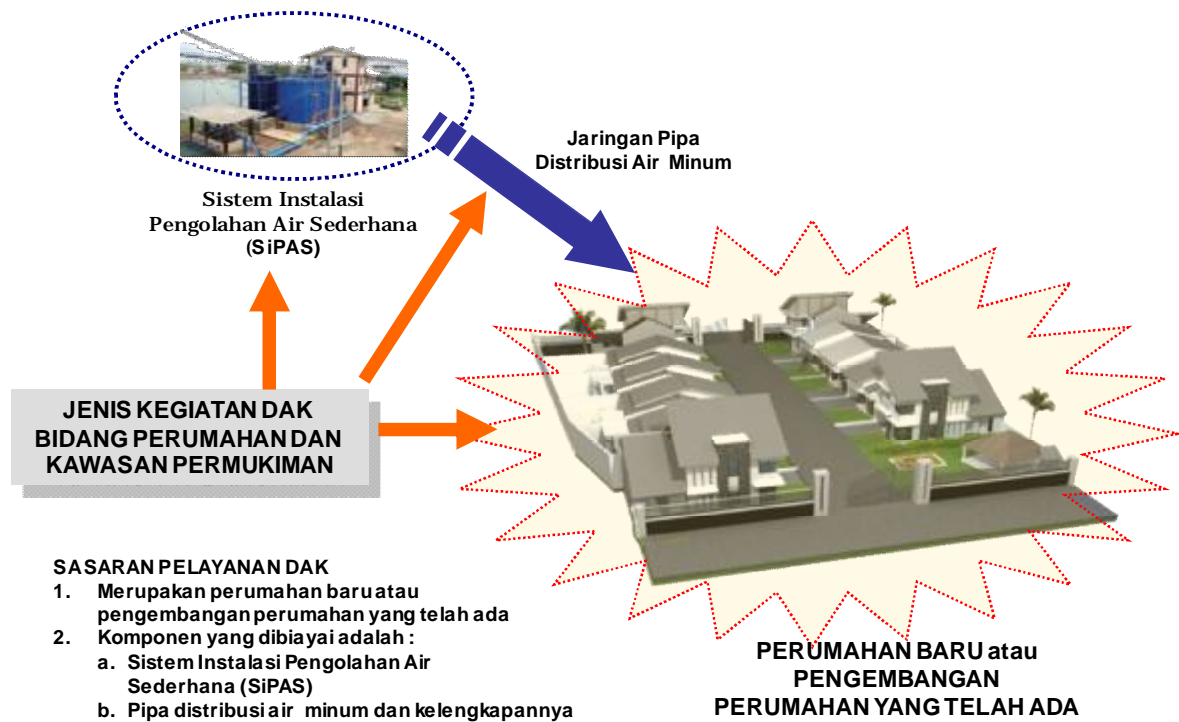 Jaringan Pipa
Distribusi Air Minum
Sistem Instalasi
Pengolahan Air Sederhana
(SiPAS)
JENIS KEGIATAN DAK
BIDANG PERUMAHAN DAN
KAWASAN PERMUKIMAN
SASARAN PELAYANAN DAK
1. Merupakan perumahan baru atau
pengembangan perumahan yang telah ada
2. Komponen yang dibiayai adalah :
a. Sistem Instalasi Pengolahan Air
Sederhana (SiPAS)
b. Pipa distribusi air minum dan kelengkapannya
PERUMAHAN BARU atau
PENGEMBANGAN
PERUMAHAN YANG TELAH ADA